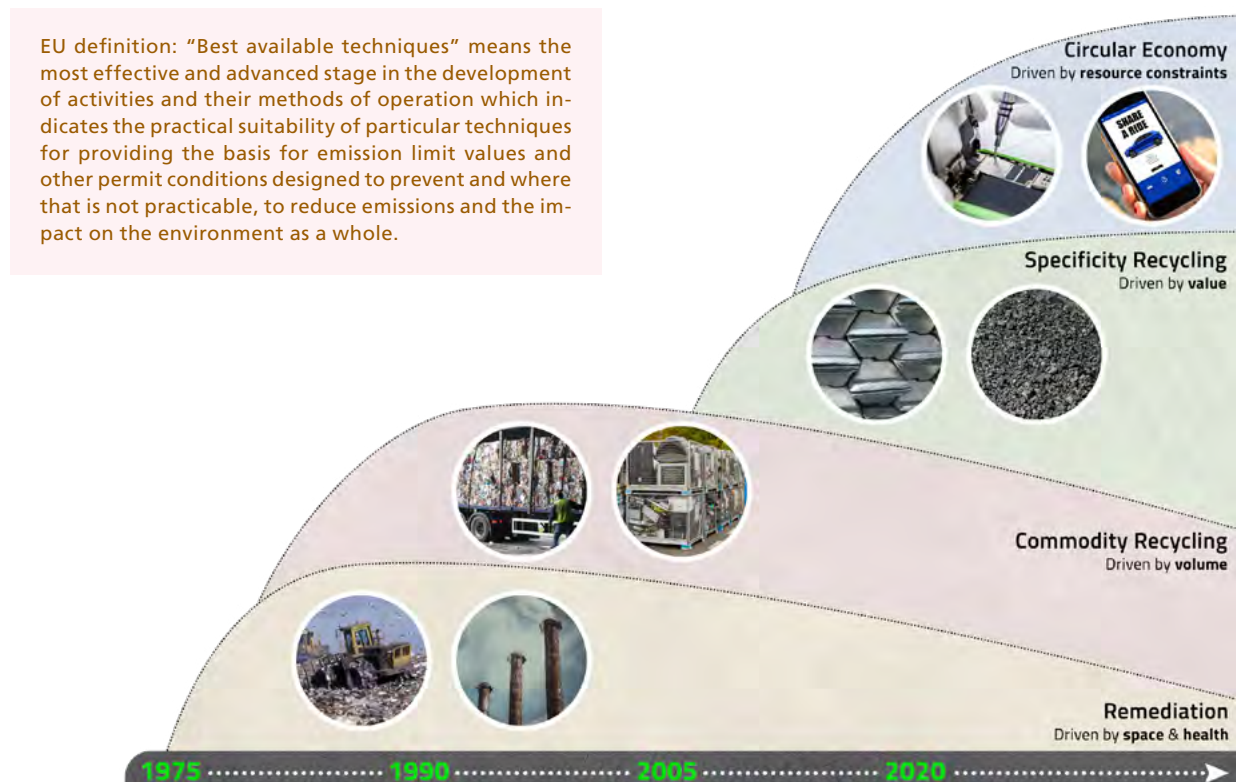 EU definition: “Best available techniques” means the
most effective and advanced stage in the development
of activities and their methods of operation which in-
dicates the practical suitability of particular techniques
for providing the basis for emission limit values and
other permit conditions designed to prevent and where
that is not practicable, to reduce emissions and the im-
pact on the environment as a whole.
Circular Economy
Driven by resource constraints
SHARE
A RIDE
Specificity Recycling
Driven by value
Commodity Recycling
Driven by volume
Remediation
Driven by space & health
1975 1990 2005 2020